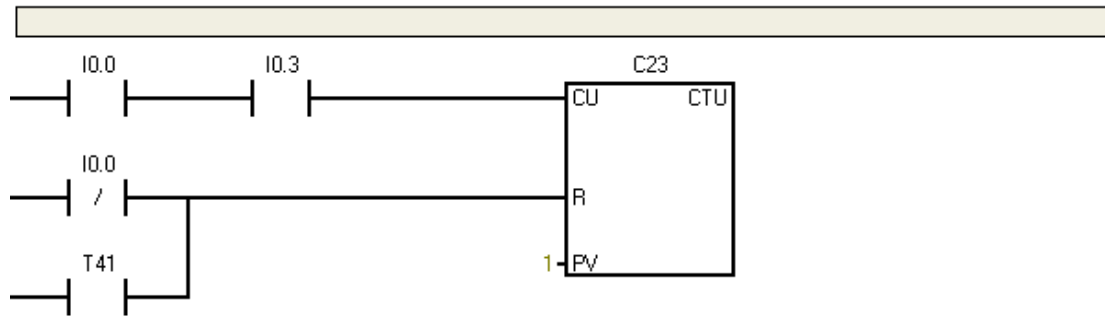 I0.0 I0.3 C23
CU CTU
I0.0
/
R
T41
1 PV